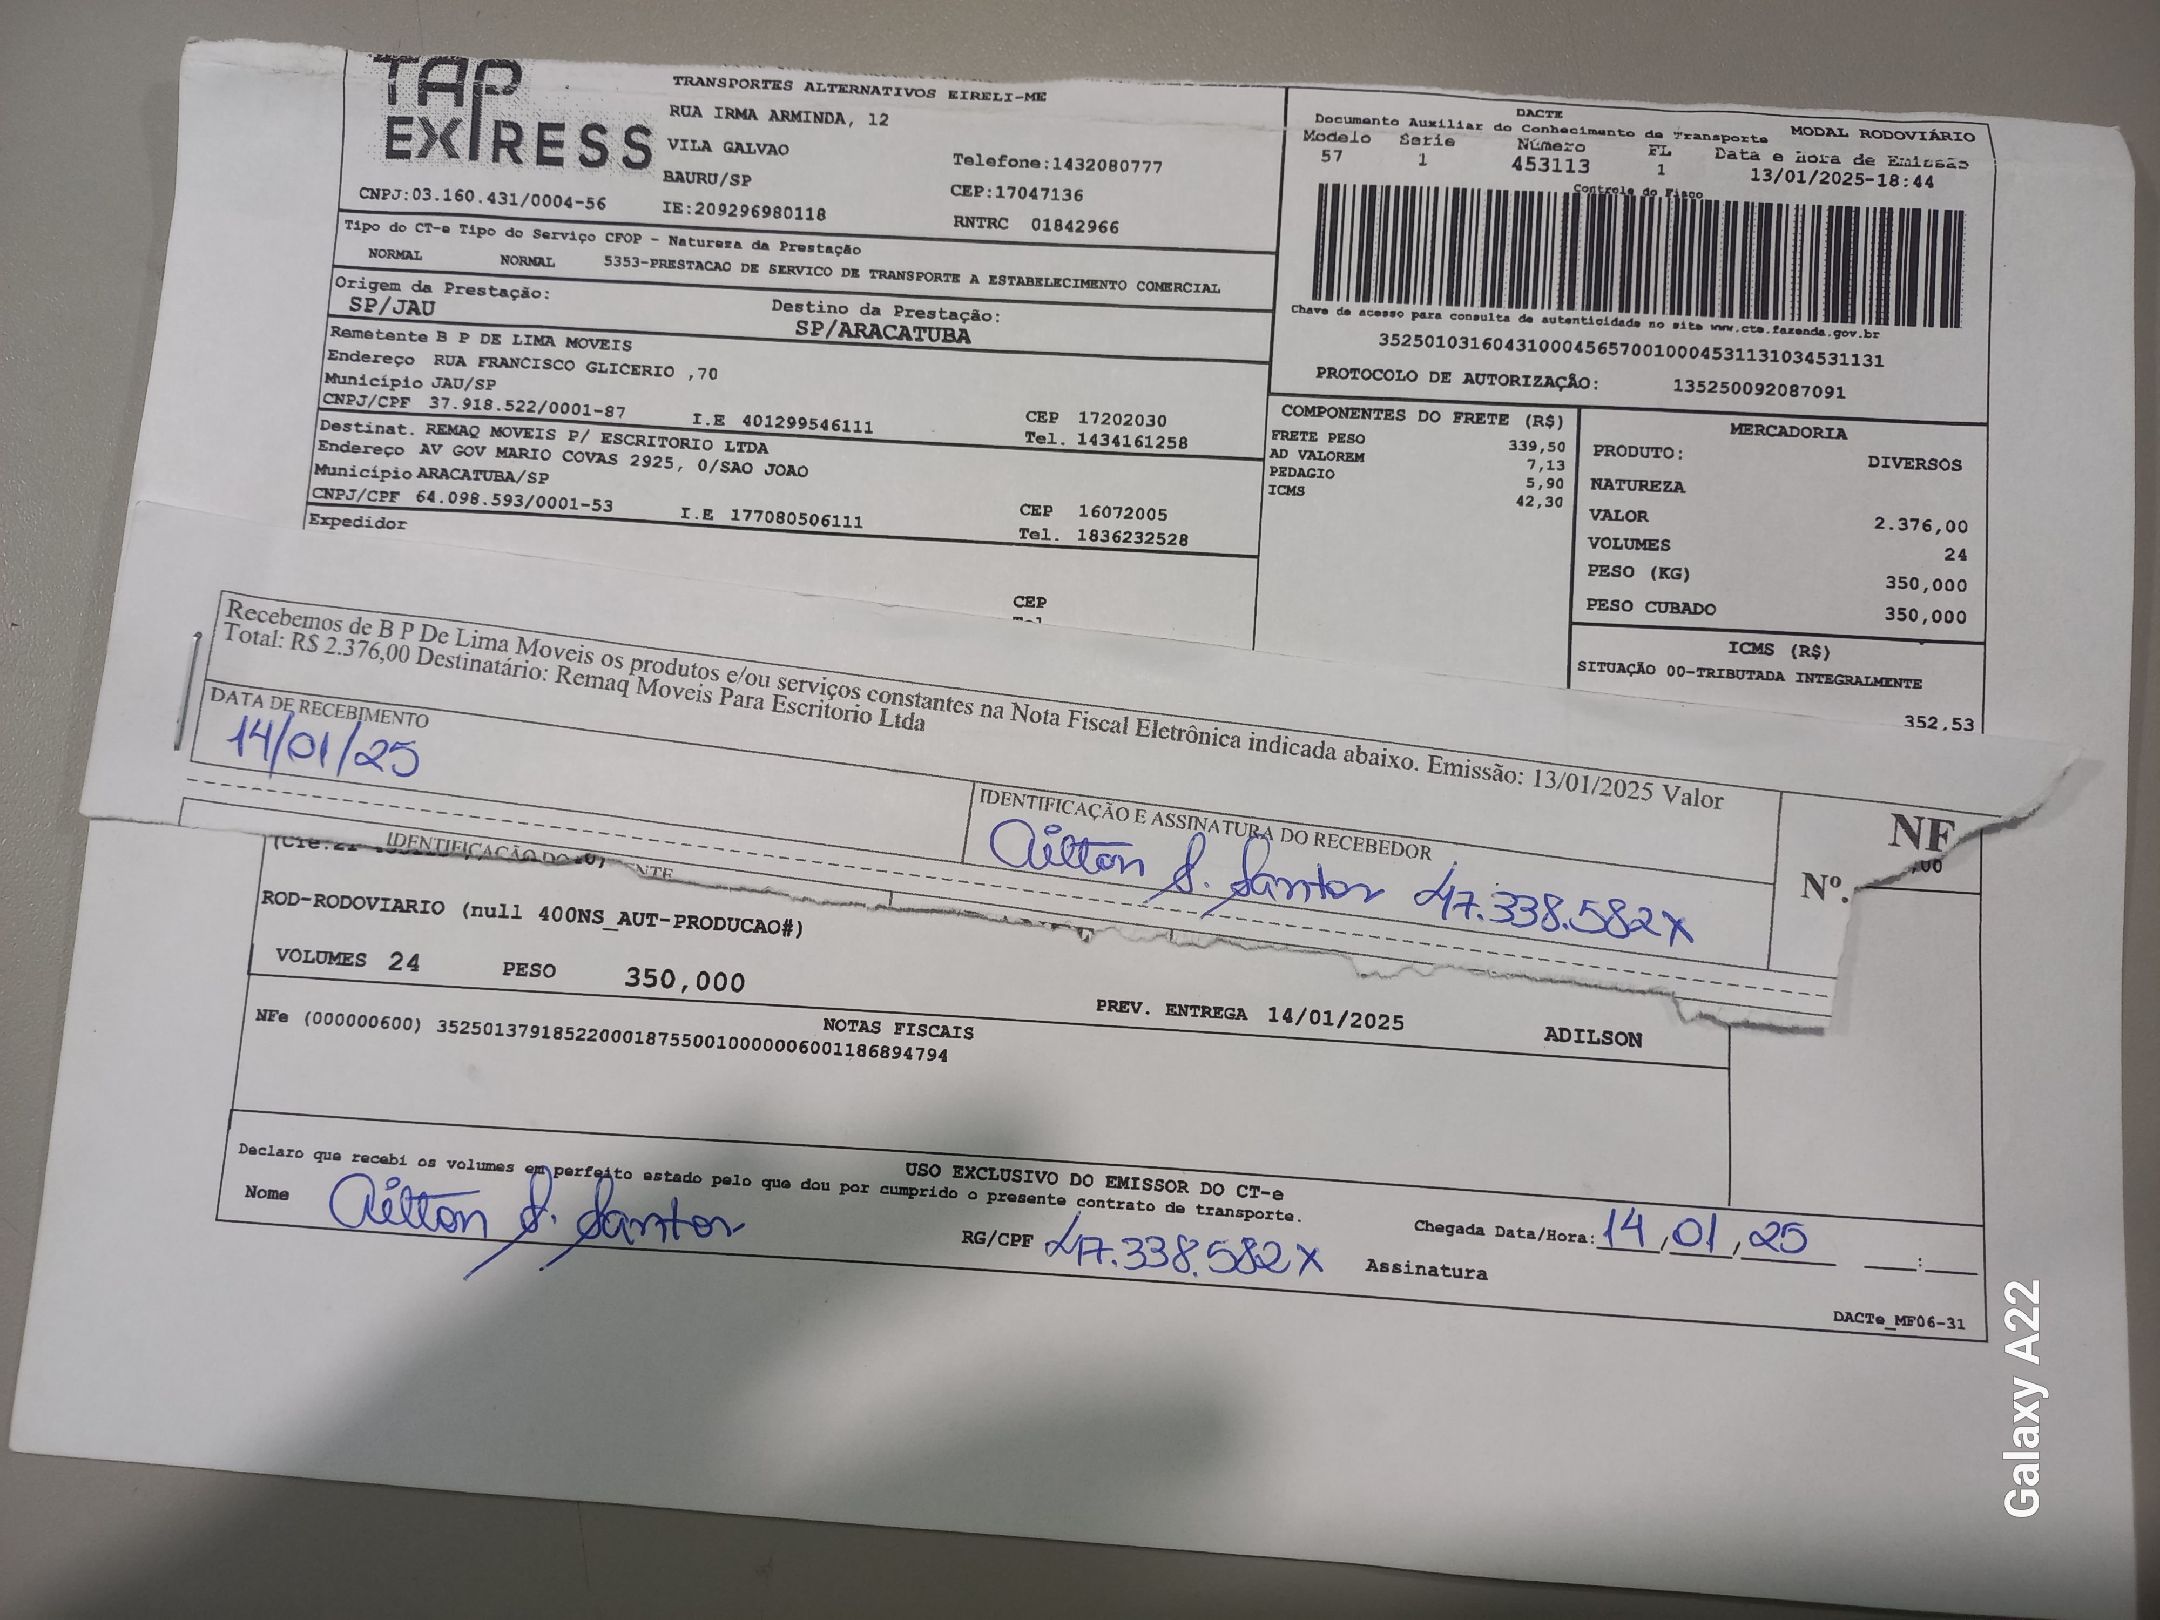 TAP
EXPRESS
TRANSPORTES ALTERNATIVOS EIRELI-ME
RUA IRMA ARMINDA, 12
VILA GALVAO
Telefone:1432080777
BAURU/SP
CEP:17047136
CNPJ:03.160.431/0004-56
IE:209296980118
RNTRC 01842966
DACTE
Documento Auxiliar do Conhecimento de Transporte
MODAL RODOVIÁRIO
Modelo Serie Número FL Data e Hora de Emissão
57 1 453113 1 13/01/2025-18:44
Controle do Fisco
Chave de acesso para consulta de autenticidade no site www.cte.fazenda.gov.br
35250103160431000456570010004531131034531131
PROTOCOLO DE AUTORIZAÇÃO: 135250092087091
Tipo do CT-e Tipo do Serviço CFOP - Natureza da Prestação
NORMAL NORMAL 5353-PRESTACAO DE SERVICO DE TRANSPORTE A ESTABELECIMENTO COMERCIAL
Origem da Prestação: Destino da Prestação:
SP/JAU SP/ARACATUBA
Remetente B P DE LIMA MOVEIS
Endereço RUA FRANCISCO GLICERIO ,70
Município JAU/SP
CEP 17202030
CNPJ/CPF 37.918.522/0001-87 I.E 401299546111 Tel. 1434161258
Destinat. REMAQ MOVEIS P/ ESCRITORIO LTDA
Endereço AV GOV MARIO COVAS 2925, 0/SAO JOAO
Município ARACATUBA/SP
CEP 16072005
CNPJ/CPF 64.098.593/0001-53 I.E 177080506111 Tel. 1836232528
Expedidor
CEP
COMPONENTES DO FRETE (R$)
FRETE PESO 339,50
AD VALOREM 7,13
PEDAGIO 5,90
ICMS 42,30
MERCADORIA
PRODUTO: DIVERSOS
NATUREZA
VALOR 2.376,00
VOLUMES 24
PESO (KG) 350,000
PESO CUBADO 350,000
ICMS (R$)
SITUAÇÃO 00-TRIBUTADA INTEGRALMENTE
352,53
Recebemos de B P De Lima Moveis os produtos e/ou serviços constantes na Nota Fiscal Eletrônica indicada abaixo. Emissão: 13/01/2025 Valor
Total: R$ 2.376,00 Destinatário: Remaq Moveis Para Escritorio Ltda
DATA DE RECEBIMENTO
14/01/25
IDENTIFICAÇÃO E ASSINATURA DO RECEBEDOR
Ailton S. Santos 47.338.582X
NF
Nº.
,00
IDENTIFICAÇÃO DO
ROD-RODOVIARIO (null 400NS_AUT-PRODUCAO#)
VOLUMES 24 PESO 350,000 PREV. ENTREGA 14/01/2025 ADILSON
NOTAS FISCAIS
NFe (000000600) 35250137918522000187550010000006001186894794
USO EXCLUSIVO DO EMISSOR DO CT-e
Declaro que recebi os volumes em perfeito estado pelo que dou por cumprido o presente contrato de transporte.
Nome Ailton S. Santos RG/CPF 47.338.582X
Chegada Data/Hora: 14,01,25 __:__
Assinatura
DACTe_MF06-31
Galaxy A22